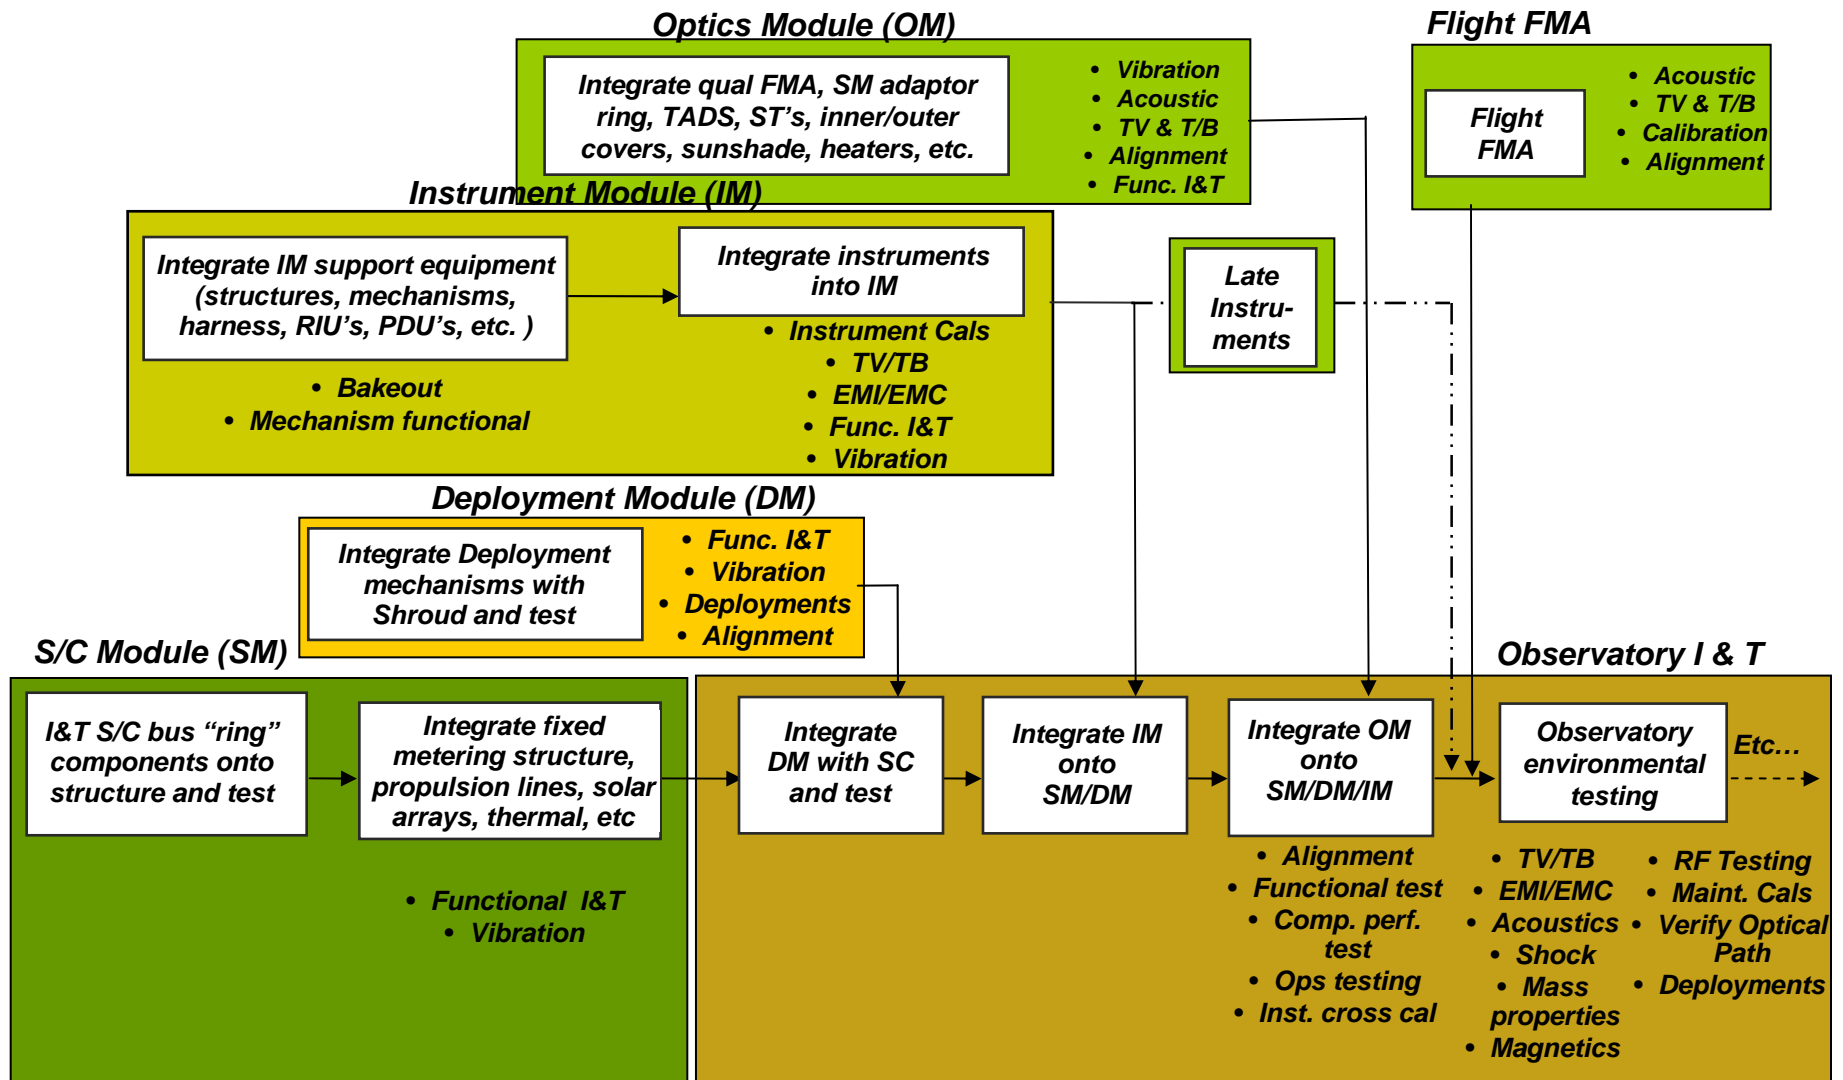 Optics Module (OM)
Integrate qual FMA, SM adaptor
ring, TADS, ST's, inner/outer
covers, sunshade, heaters, etc.
• Vibration
• Acoustic
• TV & T/B
• Alignment
• Func. I&T
Flight FMA
Flight
FMA
• Acoustic
• TV & T/B
• Calibration
• Alignment
Instrument Module (IM)
Integrate IM support equipment
(structures, mechanisms,
harness, RIU's, PDU's, etc. )
• Bakeout
• Mechanism functional
Integrate instruments
into IM
• Instrument Cals
• TV/TB
• EMI/EMC
• Func. I&T
• Vibration
Late
Instru-
ments
Deployment Module (DM)
Integrate Deployment
mechanisms with
Shroud and test
• Func. I&T
• Vibration
• Deployments
• Alignment
S/C Module (SM)
I&T S/C bus “ring”
components onto
structure and test
Integrate fixed
metering structure,
propulsion lines, solar
arrays, thermal, etc
• Functional I&T
• Vibration
Observatory I & T
Integrate
DM with SC
and test
Integrate IM
onto
SM/DM
Integrate OM
onto
SM/DM/IM
• Alignment
• Functional test
• Comp. perf.
test
• Ops testing
• Inst. cross cal
Observatory
environmental
testing
Etc…
• TV/TB
• EMI/EMC
• Acoustics
• Shock
• Mass
properties
• Magnetics
• RF Testing
• Maint. Cals
• Verify Optical
Path
• Deployments